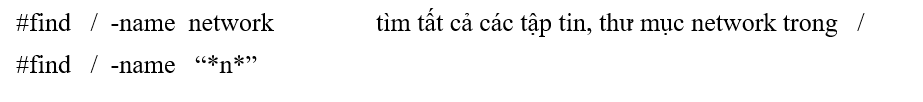 #find / -name network tìm tất cả các tập tin, thư mục network trong /
#find / -name “*n*”